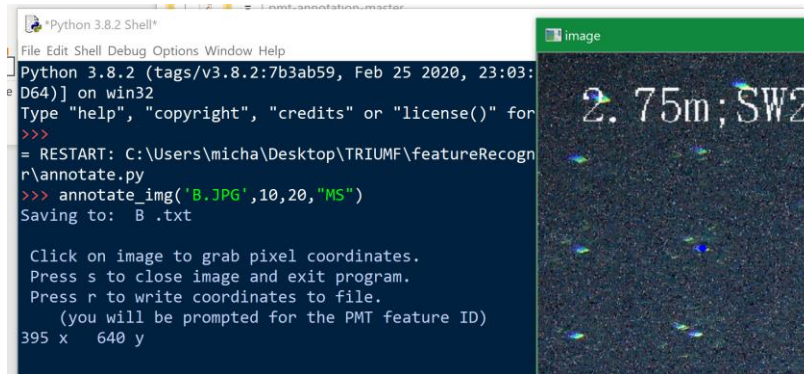 pmt-annotation-master
*Python 3.8.2 Shell*
File Edit Shell Debug Options Window Help
Python 3.8.2 (tags/v3.8.2:7b3ab59, Feb 25 2020, 23:03:
D64)] on win32
Type "help", "copyright", "credits" or "license()" for
>>>
= RESTART: C:\Users\micha\Desktop\TRIUMF\featureRecogn
r\annotate.py
>>> annotate_img('B.JPG',10,20,"MS")
Saving to:  B .txt
Click on image to grab pixel coordinates.
Press s to close image and exit program.
Press r to write coordinates to file.
(you will be prompted for the PMT feature ID)
395 x   640 y
image
2.75m;SW2